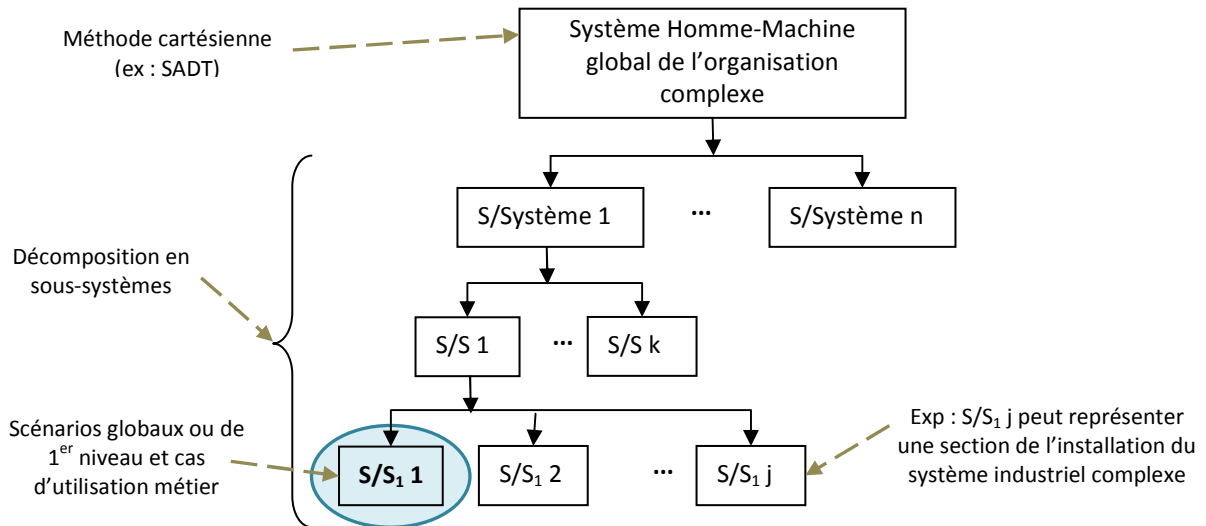 Méthode cartésienne
(ex : SADT)
Système Homme-Machine
global de l'organisation
complexe
S/Système 1
...
S/Système n
Décomposition en
sous-systèmes
S/S 1
...
S/S k
Scénarios globaux ou de
1er niveau et cas
d'utilisation métier
S/S1 1
S/S1 2
...
S/S1 j
Exp : S/S1 j peut représenter
une section de l'installation du
système industriel complexe